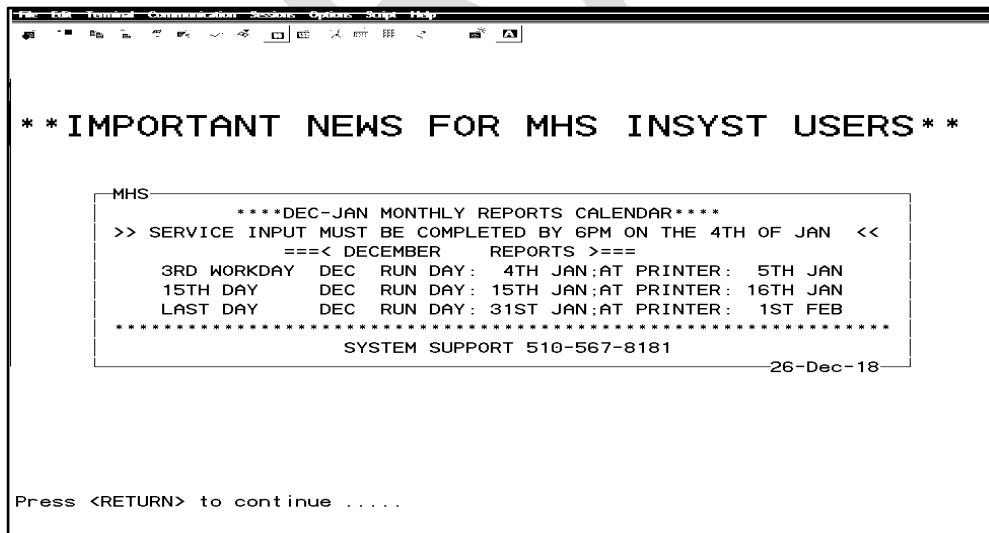 File Edit Terminal Communication Sessions Options Script Help
**IMPORTANT NEWS FOR MHS INSYST USERS**
MHS
****DEC-JAN MONTHLY REPORTS CALENDAR****
>> SERVICE INPUT MUST BE COMPLETED BY 6PM ON THE 4TH OF JAN <<
===< DECEMBER REPORTS >===
3RD WORKDAY DEC RUN DAY: 4TH JAN;AT PRINTER: 5TH JAN
15TH DAY DEC RUN DAY: 15TH JAN;AT PRINTER: 16TH JAN
LAST DAY DEC RUN DAY: 31ST JAN;AT PRINTER: 1ST FEB
****************************************************************
SYSTEM SUPPORT 510-567-8181
26-Dec-18
Press <RETURN> to continue .....